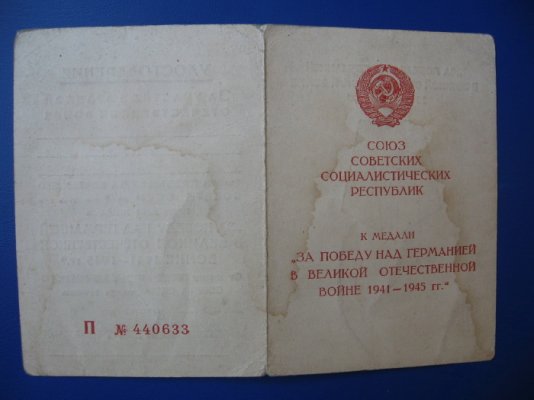 П № 440633
СОЮЗ
СОВЕТСКИХ
СОЦИАЛИСТИЧЕСКИХ
РЕСПУБЛИК
К МЕДАЛИ
„ЗА ПОБЕДУ НАД ГЕРМАНИЕЙ
В ВЕЛИКОЙ ОТЕЧЕСТВЕННОЙ
ВОЙНЕ 1941—1945 гг."